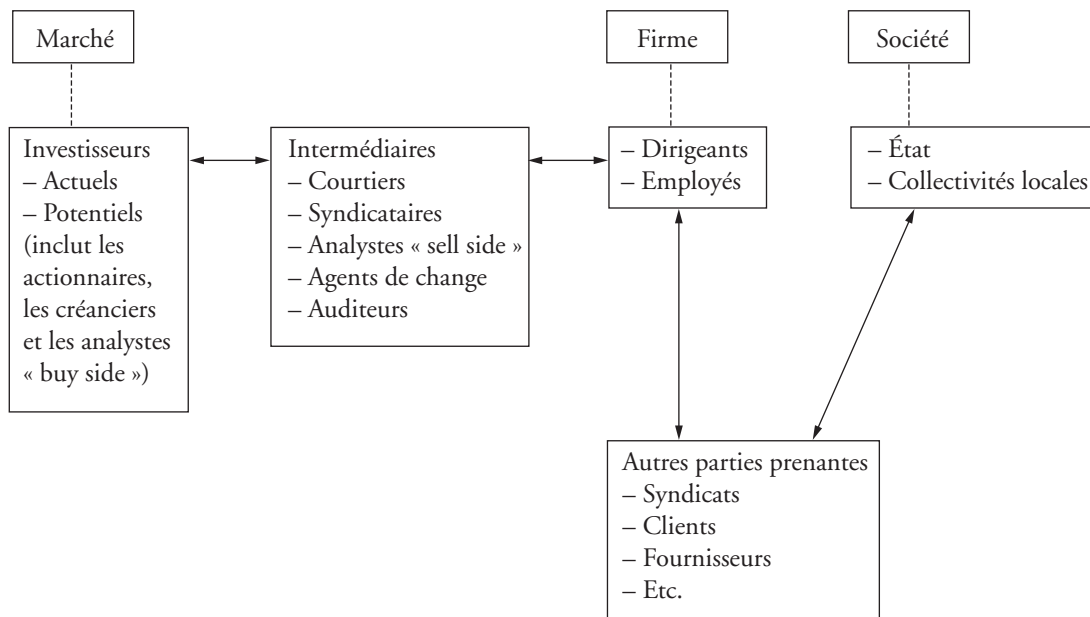 Marché
Firme
Société
Investisseurs
– Actuels
– Potentiels
(inclut les
actionnaires,
les créanciers
et les analystes
« buy side »)
Intermédiaires
– Courtiers
– Syndicataires
– Analystes « sell side »
– Agents de change
– Auditeurs
– Dirigeants
– Employés
– État
– Collectivités locales
Autres parties prenantes
– Syndicats
– Clients
– Fournisseurs
– Etc.